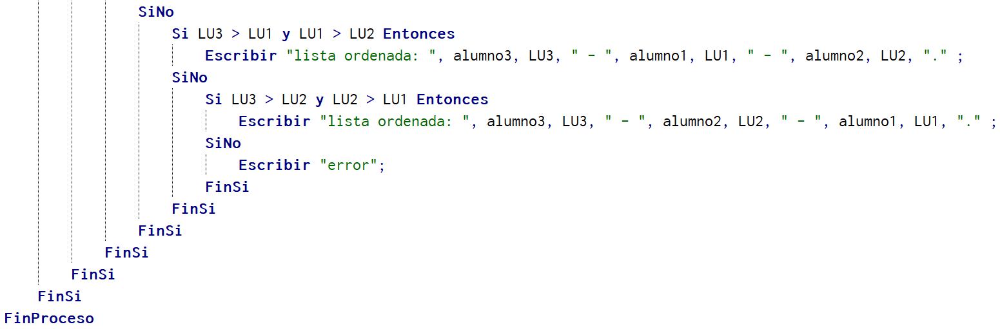 SiNo
Si LU3 > LU1 y LU1 > LU2 Entonces
Escribir "lista ordenada: ", alumno3, LU3, " - ", alumno1, LU1, " - ", alumno2, LU2, "." ;
SiNo
Si LU3 > LU2 y LU2 > LU1 Entonces
Escribir "lista ordenada: ", alumno3, LU3, " - ", alumno2, LU2, " - ", alumno1, LU1, "." ;
SiNo
Escribir "error";
FinSi
FinSi
FinSi
FinSi
FinSi
FinSi
FinProceso